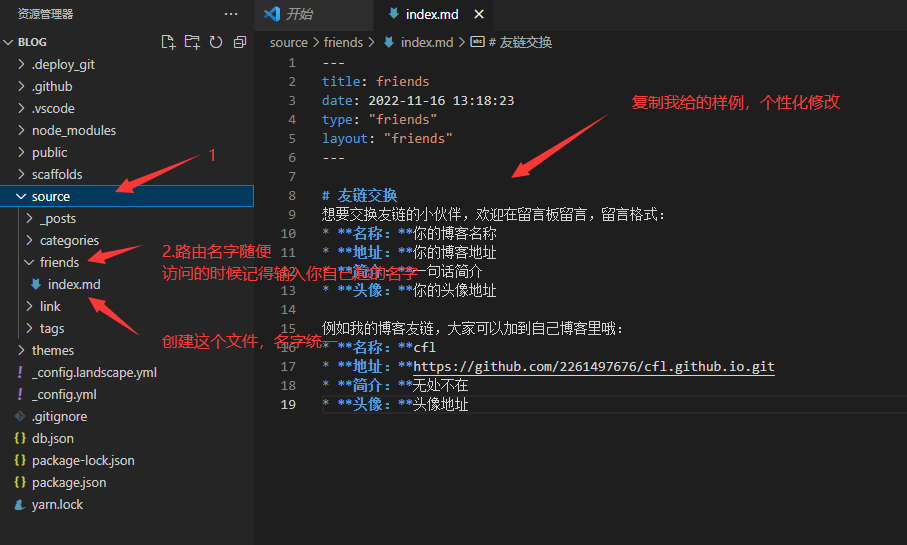 资源管理器
BLOG
.deploy_git
.github
.vscode
node_modules
public
scaffolds
source
_posts
categories
friends
index.md
link
tags
themes
_config.landscape.yml
_config.yml
.gitignore
db.json
package-lock.json
package.json
yarn.lock
1
2.路由名字随便
访问的时候记得输入你自己起的名字
创建这个文件，名字统一
开始
index.md
source > friends > index.md > # 友链交换
1 ---
2 title: friends
3 date: 2022-11-16 13:18:23
4 type: "friends"
5 layout: "friends"
6 ---
7
8 # 友链交换
9 想要交换友链的小伙伴，欢迎在留言板留言，留言格式：
10 * **名称：**你的博客名称
11 * **地址：**你的博客地址
12 * **简介：**一句话简介
13 * **头像：**你的头像地址
14
15 例如我的博客友链，大家可以加到自己博客里哦：
16 * **名称：**cfl
17 * **地址：**https://github.com/2261497676/cfl.github.io.git
18 * **简介：**无处不在
19 * **头像：**头像地址
复制我给的样例，个性化修改